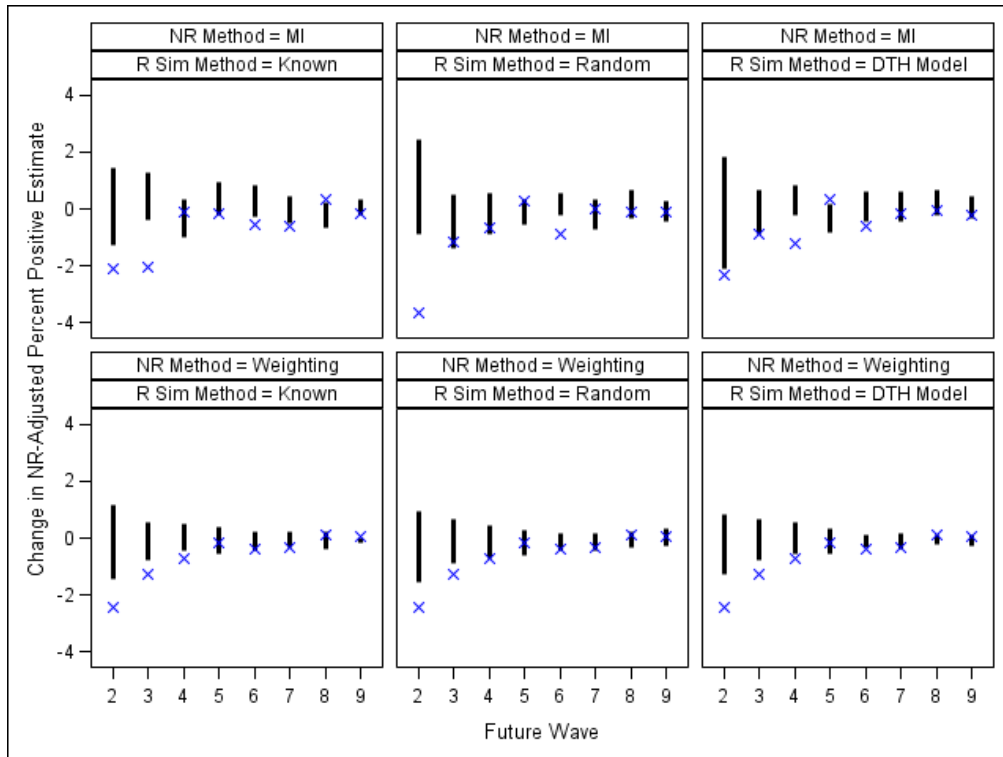 NR Method = MI
R Sim Method = Known
NR Method = MI
R Sim Method = Random
NR Method = MI
R Sim Method = DTH Model
4
2
0
-2
-4
NR Method = Weighting
R Sim Method = Known
NR Method = Weighting
R Sim Method = Random
NR Method = Weighting
R Sim Method = DTH Model
4
2
0
-2
-4
Change in NR-Adjusted Percent Positive Estimate
2 3 4 5 6 7 8 9
2 3 4 5 6 7 8 9
2 3 4 5 6 7 8 9
Future Wave